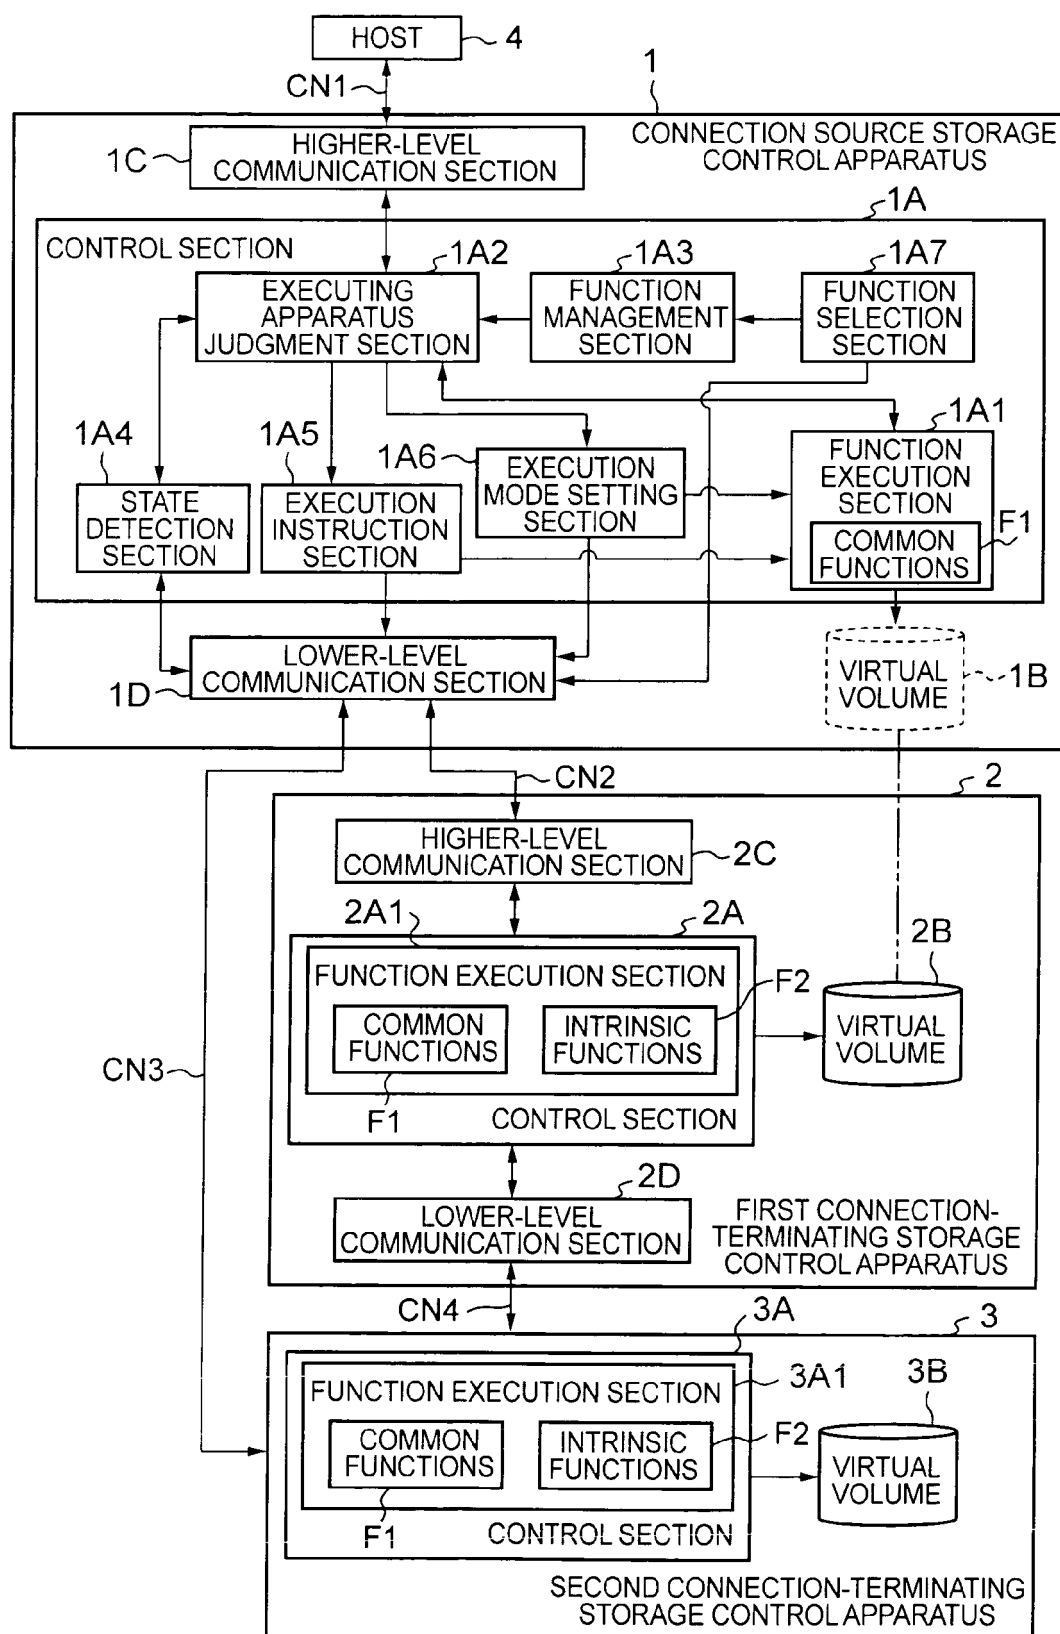 HOST
4
CN1
1
HIGHER-LEVEL
COMMUNICATION SECTION
1C
CONNECTION SOURCE STORAGE
CONTROL APPARATUS
1A
CONTROL SECTION
1A2
1A3
1A7
EXECUTING
APPARATUS
JUDGMENT SECTION
FUNCTION
MANAGEMENT
SECTION
FUNCTION
SELECTION
SECTION
1A4
1A5
1A6
1A1
STATE
DETECTION
SECTION
EXECUTION
INSTRUCTION
SECTION
EXECUTION
MODE SETTING
SECTION
FUNCTION
EXECUTION
SECTION
F1
COMMON
FUNCTIONS
LOWER-LEVEL
COMMUNICATION SECTION
1D
VIRTUAL
VOLUME
1B
CN2
2
HIGHER-LEVEL
COMMUNICATION SECTION
2C
2A1
2A
2B
FUNCTION EXECUTION SECTION
F2
COMMON
FUNCTIONS
INTRINSIC
FUNCTIONS
VIRTUAL
VOLUME
CN3
F1
CONTROL SECTION
2D
LOWER-LEVEL
COMMUNICATION SECTION
FIRST CONNECTION-
TERMINATING STORAGE
CONTROL APPARATUS
CN4
3A
3
FUNCTION EXECUTION SECTION
3A1
3B
COMMON
FUNCTIONS
INTRINSIC
FUNCTIONS
F2
VIRTUAL
VOLUME
F1
CONTROL SECTION
SECOND CONNECTION-TERMINATING
STORAGE CONTROL APPARATUS